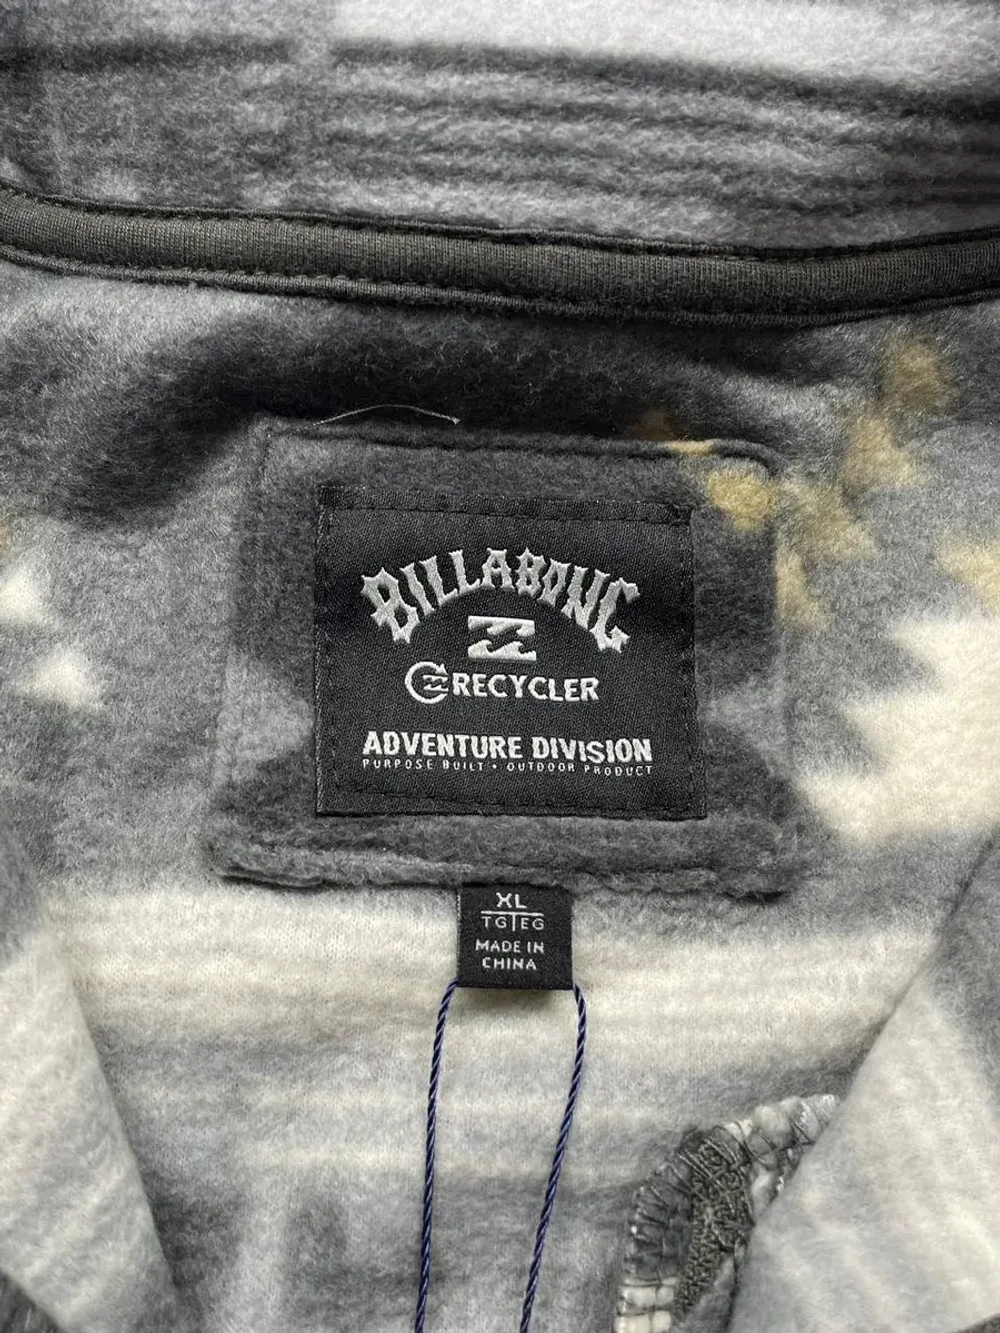 BILLABONG
RECYCLER
ADVENTURE DIVISION
PURPOSE BUILT • OUTDOOR PRODUCT
XL
TG|EG
MADE IN
CHINA